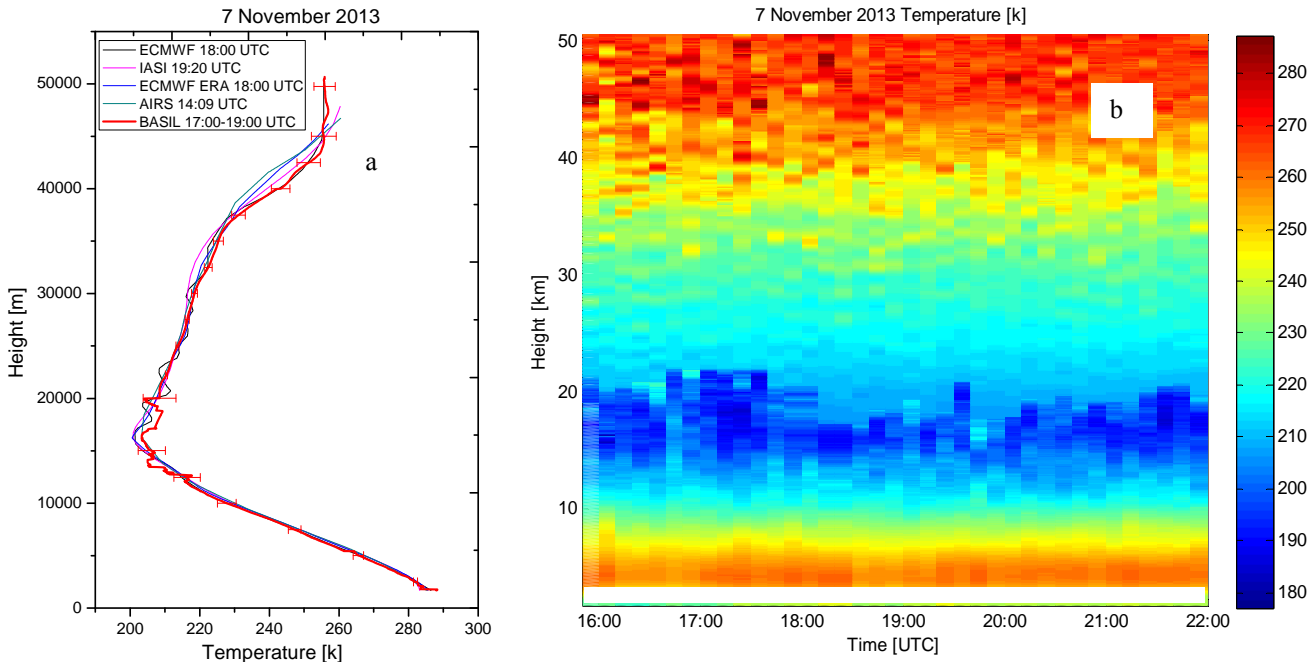 7 November 2013
ECMWF 18:00 UTC
IASI 19:20 UTC
ECMWF ERA 18:00 UTC
AIRS 14:09 UTC
BASIL 17:00-19:00 UTC
a
50000
40000
30000
20000
10000
0
Height [m]
200
220
240
260
280
300
Temperature [k]
7 November 2013 Temperature [k]
b
50
40
30
20
10
Height [km]
16:00
17:00
18:00
19:00
20:00
21:00
22:00
Time [UTC]
280
270
260
250
240
230
220
210
200
190
180